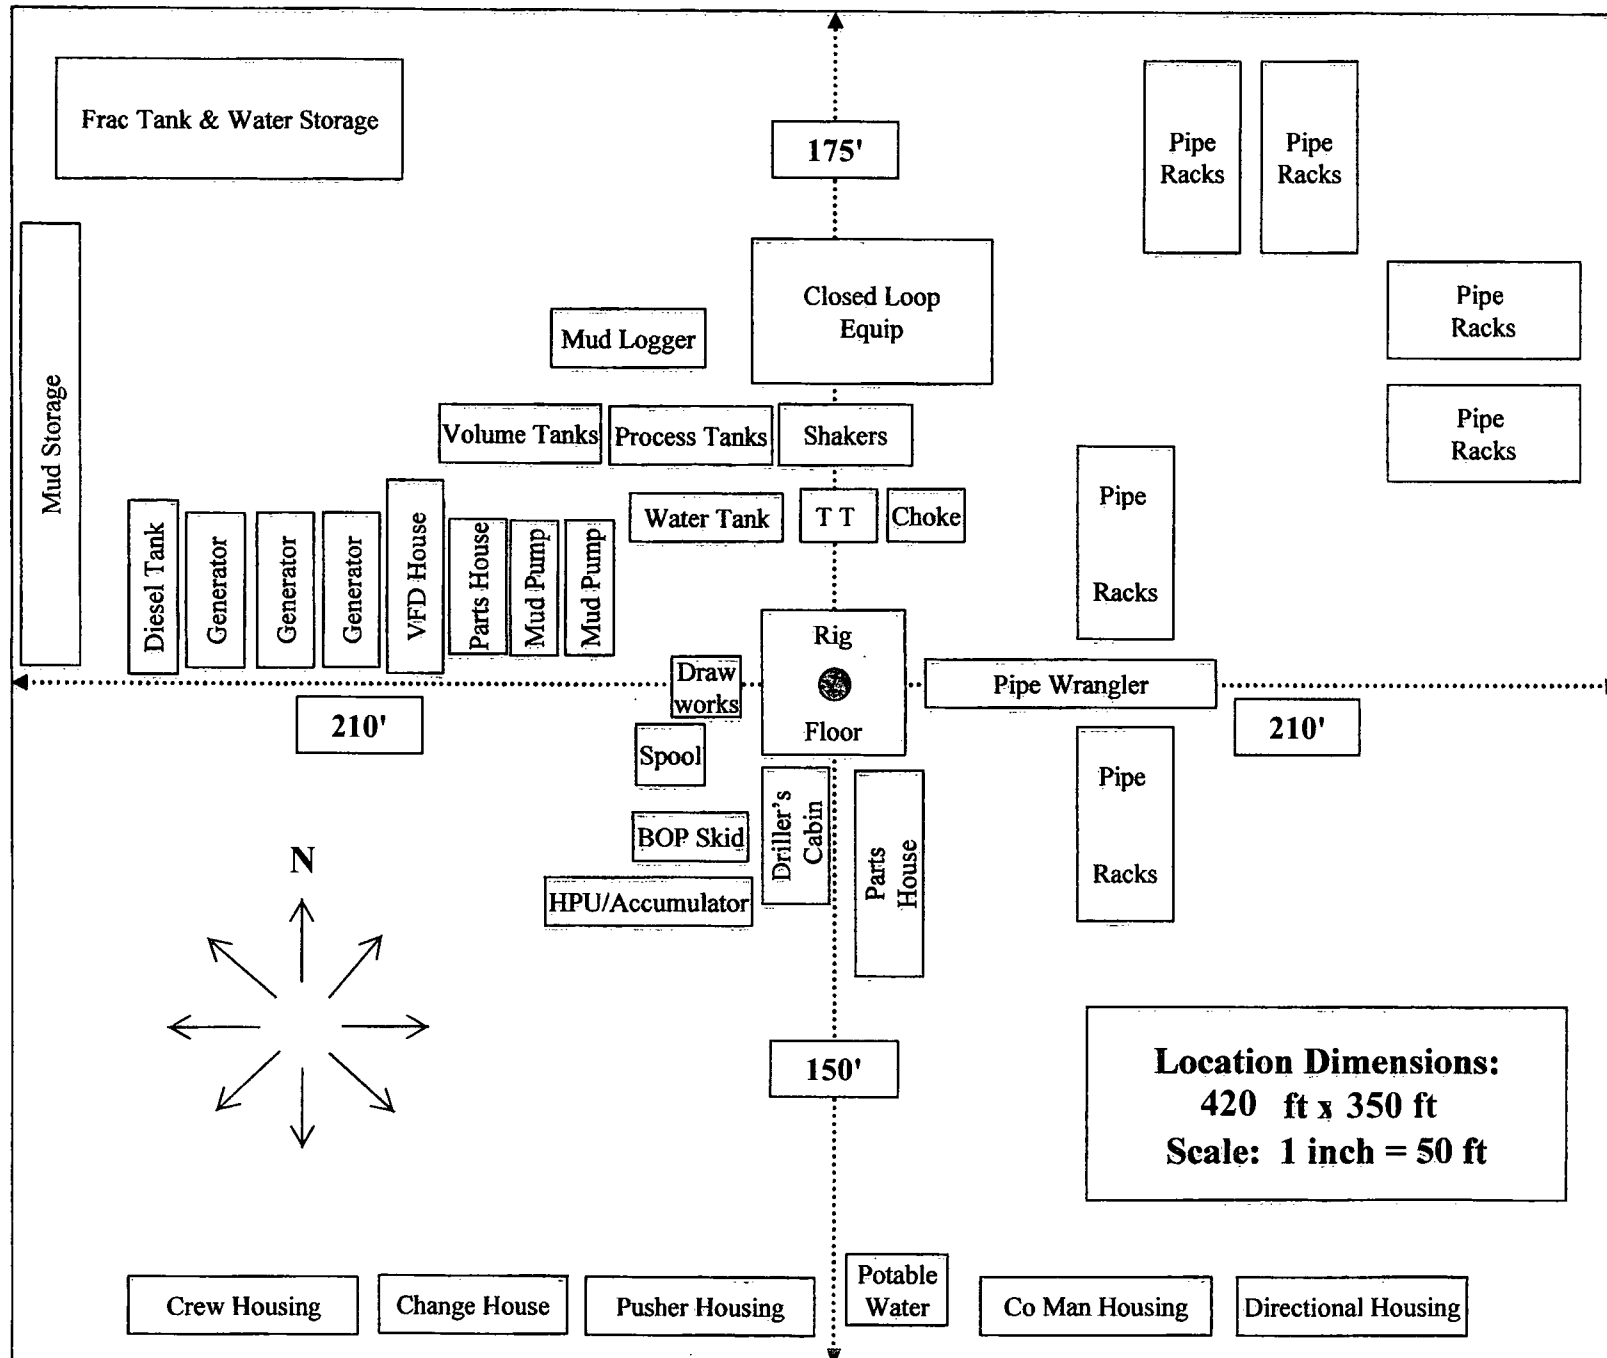 Frac Tank & Water Storage
175'
Pipe
Racks
Pipe
Racks
Mud Storage
Closed Loop
Equip
Pipe
Racks
Mud Logger
Pipe
Racks
Volume Tanks
Process Tanks
Shakers
Diesel Tank
Generator
Generator
Generator
VFD House
Parts House
Mud Pump
Mud Pump
Water Tank
T T
Choke
Pipe
Racks
Rig
Floor
Draw
works
Pipe Wrangler
210'
210'
Spool
BOP Skid
HPU/Accumulator
Driller's
Cabin
Parts
House
Pipe
Racks
N
150'
Location Dimensions:
420 ft x 350 ft
Scale: 1 inch = 50 ft
Crew Housing
Change House
Pusher Housing
Potable
Water
Co Man Housing
Directional Housing